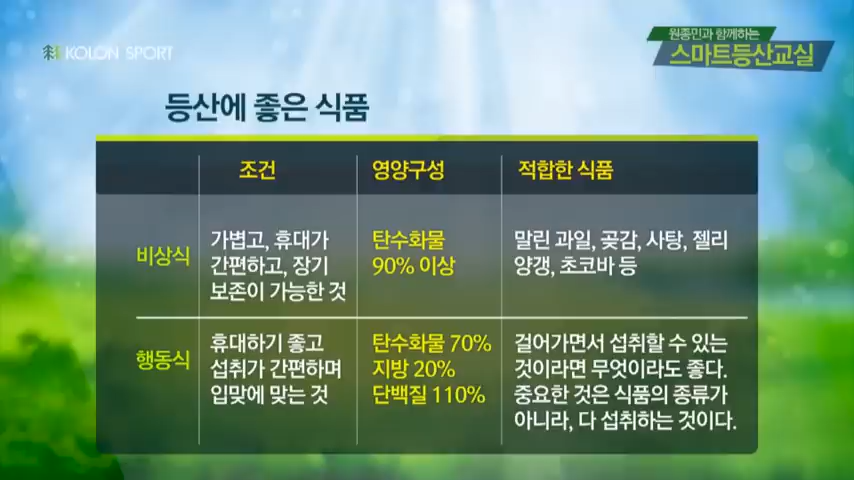 KOLON SPORT
원종민과 함께하는
스마트등산교실
등산에 좋은 식품
조건 영양구성 적합한 식품
비상식
가볍고, 휴대가
간편하고, 장기
보존이 가능한 것
탄수화물
90% 이상
말린 과일, 곶감, 사탕, 젤리
양갱, 초코바 등
행동식
휴대하기 좋고
섭취가 간편하며
입맛에 맞는 것
탄수화물 70%
지방 20%
단백질 110%
걸어가면서 섭취할 수 있는
것이라면 무엇이라도 좋다.
중요한 것은 식품의 종류가
아니라, 다 섭취하는 것이다.